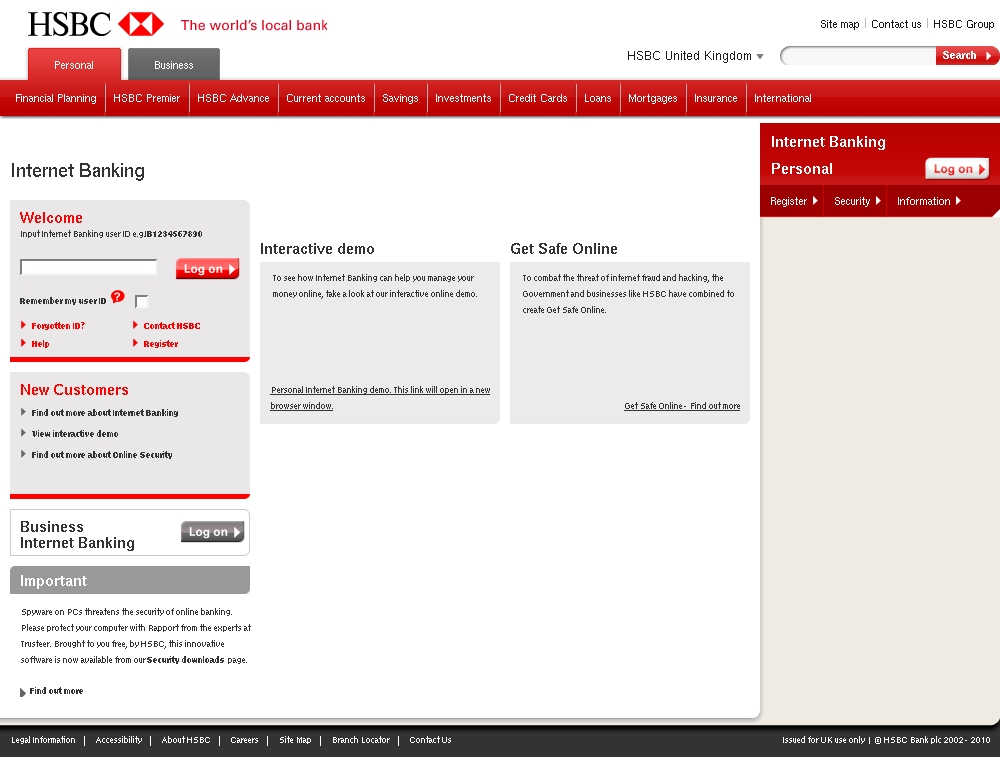 HSBC The world's local bank
Site map Contact us HSBC Group
Personal Business
HSBC United Kingdom Search
Financial Planning HSBC Premier HSBC Advance Current accounts Savings Investments Credit Cards Loans Mortgages Insurance International
Internet Banking
Personal Log on
Register Security Information
Internet Banking
Welcome
Input Internet Banking user ID e.g.IB1234567890
Log on
Remember my user ID ?
Forgotten ID? Contact HSBC
Help Register
Interactive demo
To see how Internet Banking can help you manage your
money online, take a look at our interactive online demo.
Personal Internet Banking demo. This link will open in a new
browser window.
Get Safe Online
To combat the threat of internet fraud and hacking, the
Government and businesses like HSBC have combined to
create Get Safe Online.
Get Safe Online - Find out more
New Customers
Find out more about Internet Banking
View interactive demo
Find out more about Online Security
Business
Internet Banking
Log on
Important
Spyware on PCs threatens the security of online banking.
Please protect your computer with Rapport from the experts at
Trusteer. Brought to you free, by HSBC, this innovative
software is now available from our Security downloads page.
Find out more
Legal Information | Accessibility | About HSBC | Careers | Site Map | Branch Locator | Contact Us
Issued for UK use only | © HSBC Bank plc 2002 - 2010